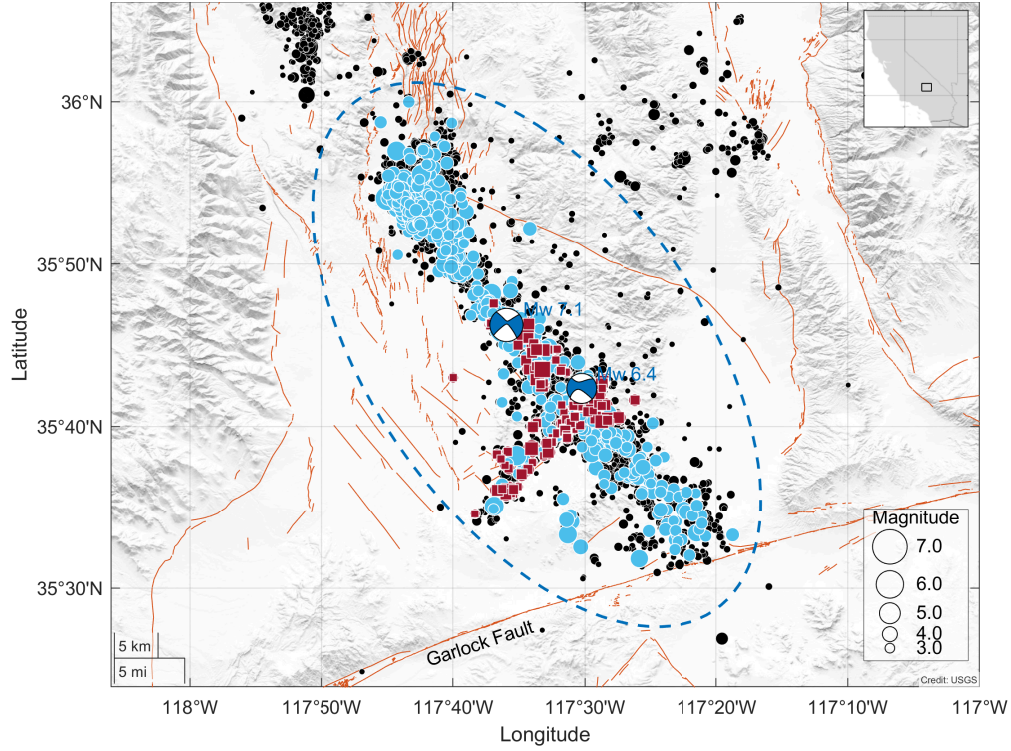 36°N
35°50'N
35°40'N
35°30'N
Latitude
Mw 7.1
Mw 6.4
Garlock Fault
Magnitude
7.0
6.0
5.0
4.0
3.0
5 km
5 mi
Credit: USGS
118°W
117°50'W
117°40'W
117°30'W
117°20'W
117°10'W
117°W
Longitude